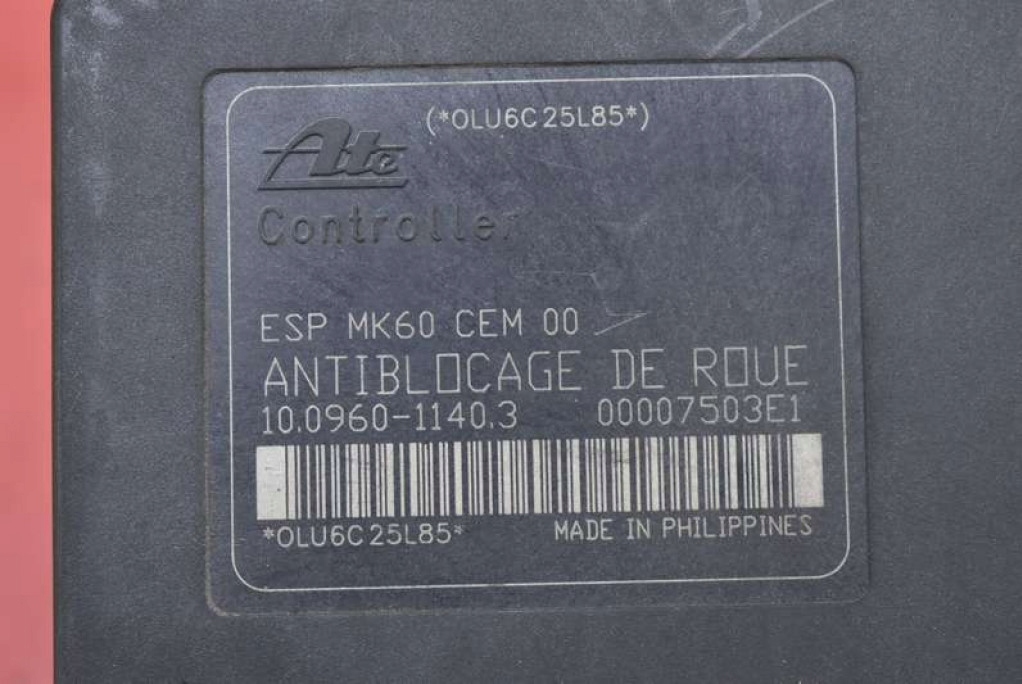 (*OLU6C25L85*)
Ate
Controller
ESP MK60 CEM 00
ANTIBLOCAGE DE ROUE
10.0960-1140.3 00007503E1
*OLU6C25L85*
MADE IN PHILIPPINES